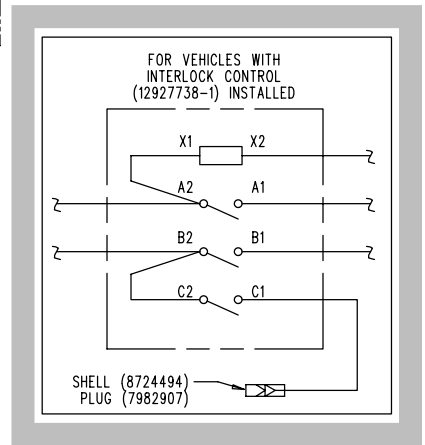 FOR VEHICLES WITH
INTERLOCK CONTROL
(12927738-1) INSTALLED
X1 X2
A2 A1
B2 B1
C2 C1
SHELL (8724494)
PLUG (7982907)